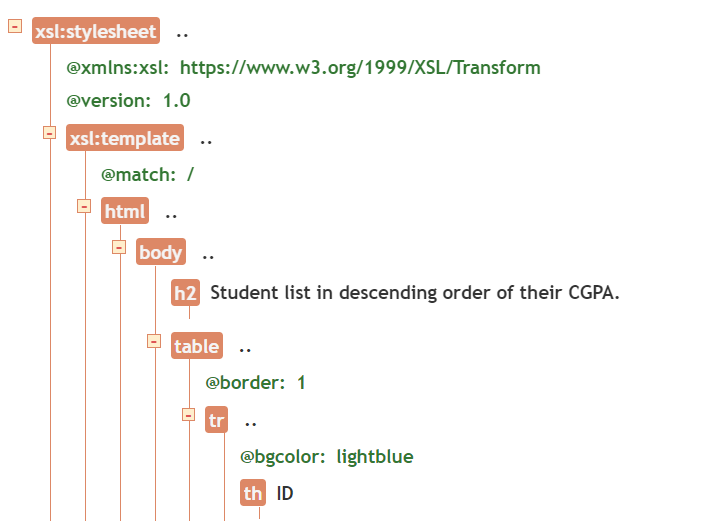 xsl:stylesheet ..
@xmlns:xsl: https://www.w3.org/1999/XSL/Transform
@version: 1.0
xsl:template ..
@match: /
html ..
body ..
h2 Student list in descending order of their CGPA.
table ..
@border: 1
tr ..
@bgcolor: lightblue
th ID